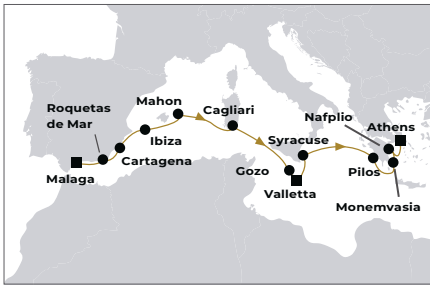 Mahon
Roquetas
de Mar
Cagliari
Nafplio
Athens
Ibiza
Syracuse
Cartagena
Gozo
Pilos
Malaga
Valletta
Monemvasia